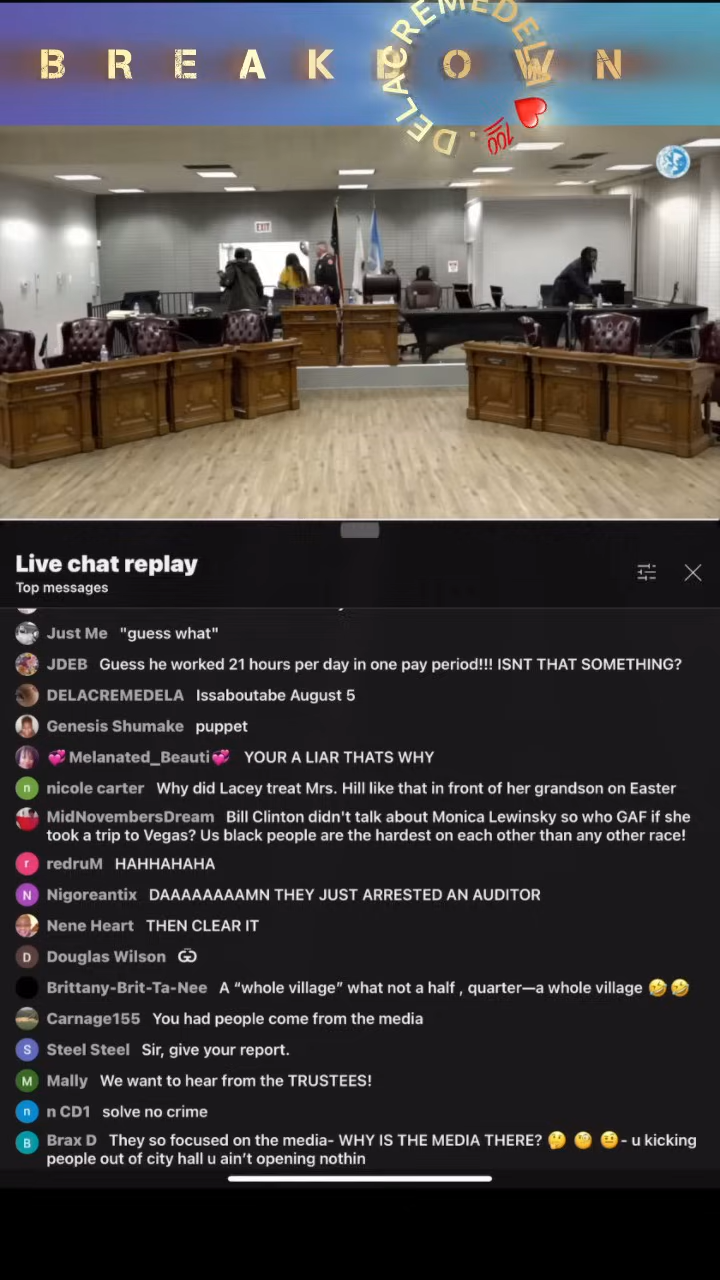 B R E A K D O W N
DELACREMEDELA
.
💯 ❤️
EXIT
Live chat replay
Top messages
Just Me "guess what"
JDEB Guess he worked 21 hours per day in one pay period!!! ISNT THAT SOMETHING?
DELACREMEDELA Issaboutabe August 5
Genesis Shumake puppet
💞Melanated_Beauti💞 YOUR A LIAR THATS WHY
nicole carter Why did Lacey treat Mrs. Hill like that in front of her grandson on Easter
MidNovembersDream Bill Clinton didn't talk about Monica Lewinsky so who GAF if she
took a trip to Vegas? Us black people are the hardest on each other than any other race!
r redruM HAHHAHAHA
N Nigoreantix DAAAAAAAAMN THEY JUST ARRESTED AN AUDITOR
Nene Heart THEN CLEAR IT
D Douglas Wilson
Brittany-Brit-Ta-Nee A “whole village” what not a half , quarter—a whole village 🤣 🤣
Carnage155 You had people come from the media
S Steel Steel Sir, give your report.
M Mally We want to hear from the TRUSTEES!
n n CD1 solve no crime
B Brax D They so focused on the media- WHY IS THE MEDIA THERE? 🤔 🧐 😐 - u kicking
people out of city hall u ain’t opening nothin